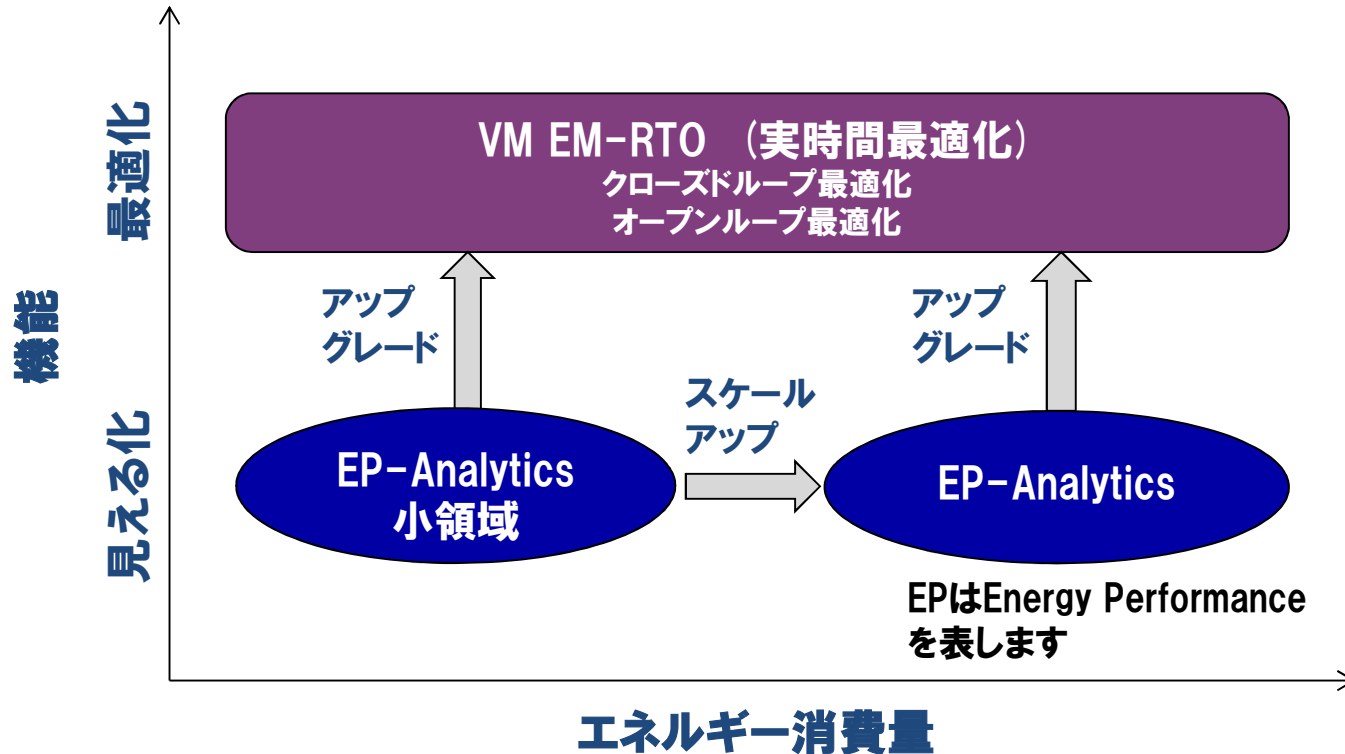 最適化
VM EM-RTO (実時間最適化)
クローズドループ最適化
オープンループ最適化
機能
アップ
グレード
アップ
グレード
見える化
スケール
アップ
EP-Analytics
小領域
EP-Analytics
EPはEnergy Performance
を表します
エネルギー消費量